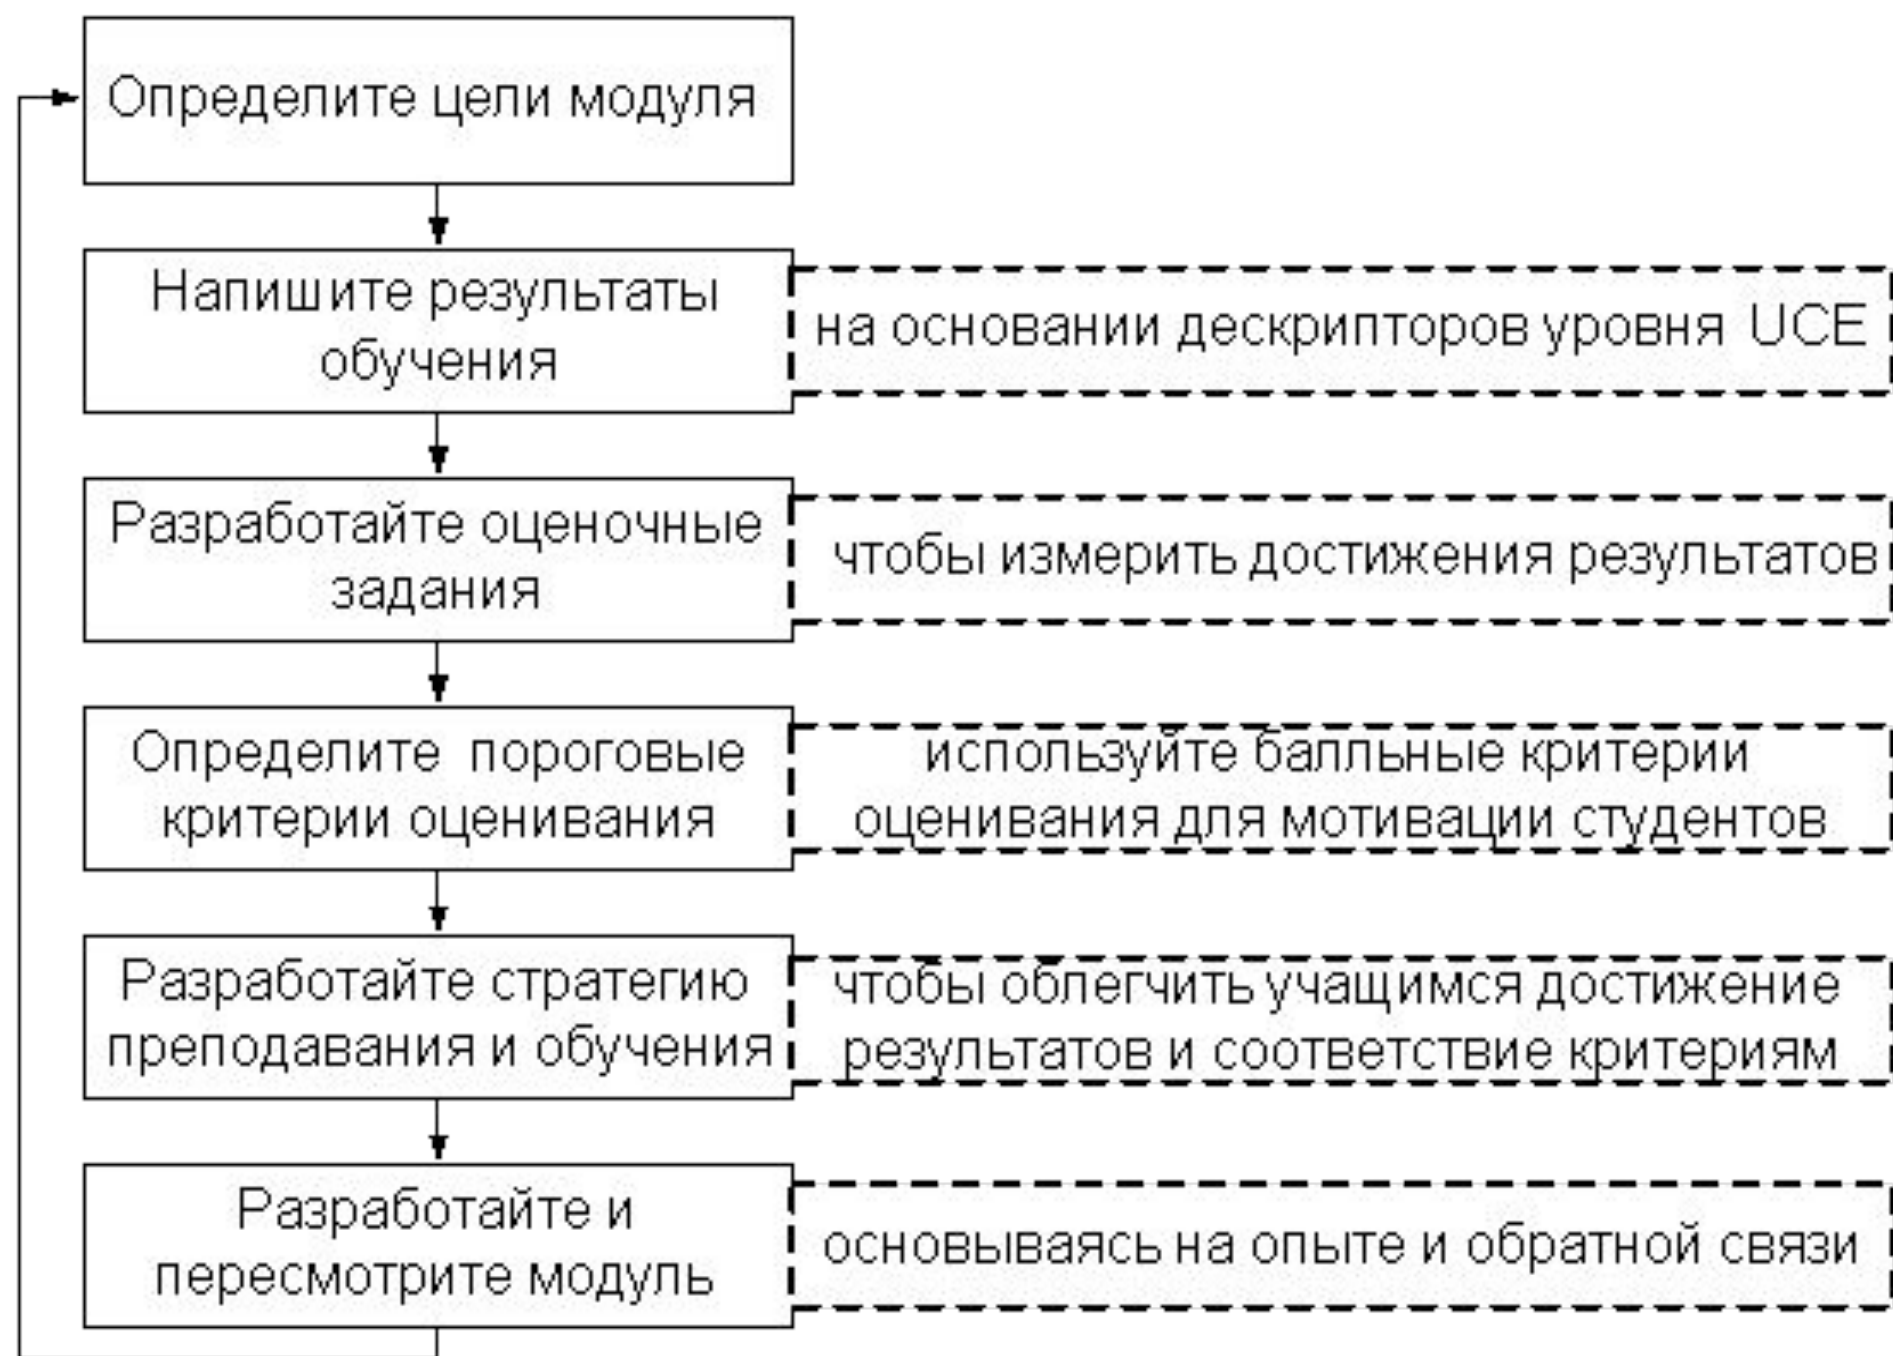 Определите цели модуля
Напишите результаты
обучения
на основании дескрипторов уровня UCE
Разработайте оценочные
задания
чтобы измерить достижения результатов
Определите пороговые
критерии оценивания
используйте балльные критерии
оценивания для мотивации студентов
Разработайте стратегию
преподавания и обучения
чтобы облегчить учащимся достижение
результатов и соответствие критериям
Разработайте и
пересмотрите модуль
основываясь на опыте и обратной связи